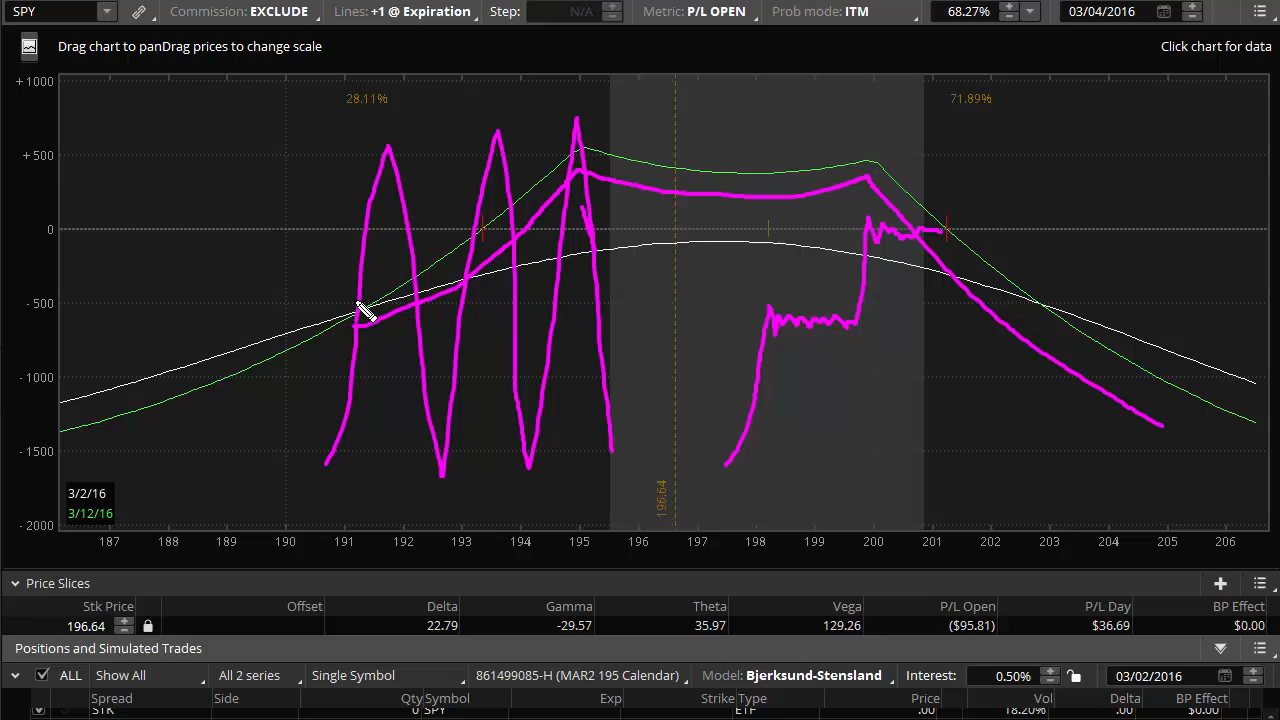 SPY Commission: EXCLUDE Lines: +1 @ Expiration Step: N/A Metric: P/L OPEN Prob mode: ITM 68.27% 03/04/2016
Drag chart to panDrag prices to change scale Click chart for data
+1000
28.11% 71.89%
+500
0
-500
-1000
-1500
196.64
3/2/16
3/12/16
-2000
187 188 189 190 191 192 193 194 195 196 197 198 199 200 201 202 203 204 205 206
Price Slices
Stk Price Offset Delta Gamma Theta Vega P/L Open P/L Day BP Effect
196.64 22.79 -29.57 35.97 129.26 ($95.81) $36.69 $0.00
Positions and Simulated Trades
ALL Show All All 2 series Single Symbol 861499085-H (MAR2 195 Calendar) Model: Bjerksund-Stensland Interest: 0.50% 03/02/2016
Spread Side Qty Symbol Exp Strike Type Price Vol Delta BP Effect
STK 0 SPY ETF .00 18.20% .00 $0.00